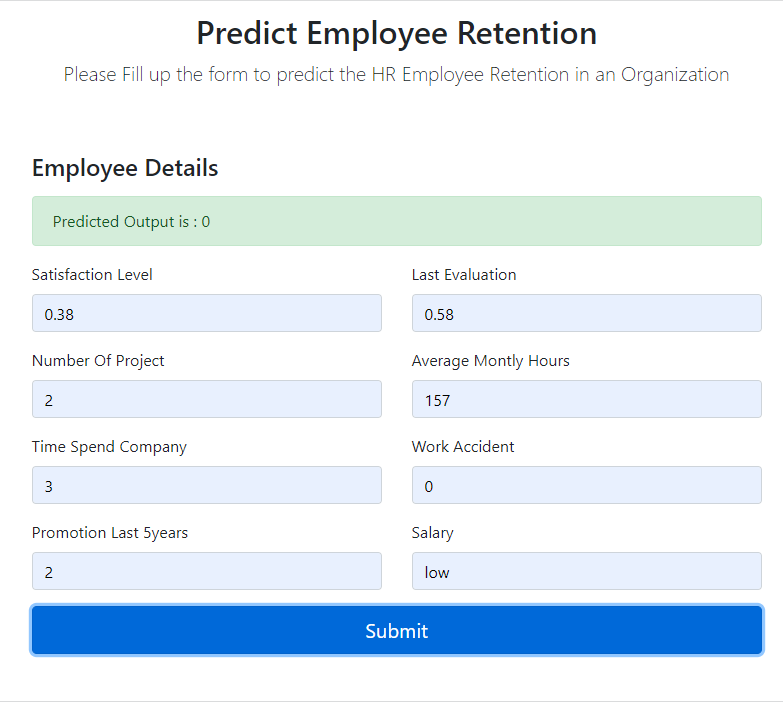 Predict Employee Retention
Please Fill up the form to predict the HR Employee Retention in an Organization
Employee Details
Predicted Output is : 0
Satisfaction Level
0.38
Last Evaluation
0.58
Number Of Project
2
Average Montly Hours
157
Time Spend Company
3
Work Accident
0
Promotion Last 5years
2
Salary
low
Submit